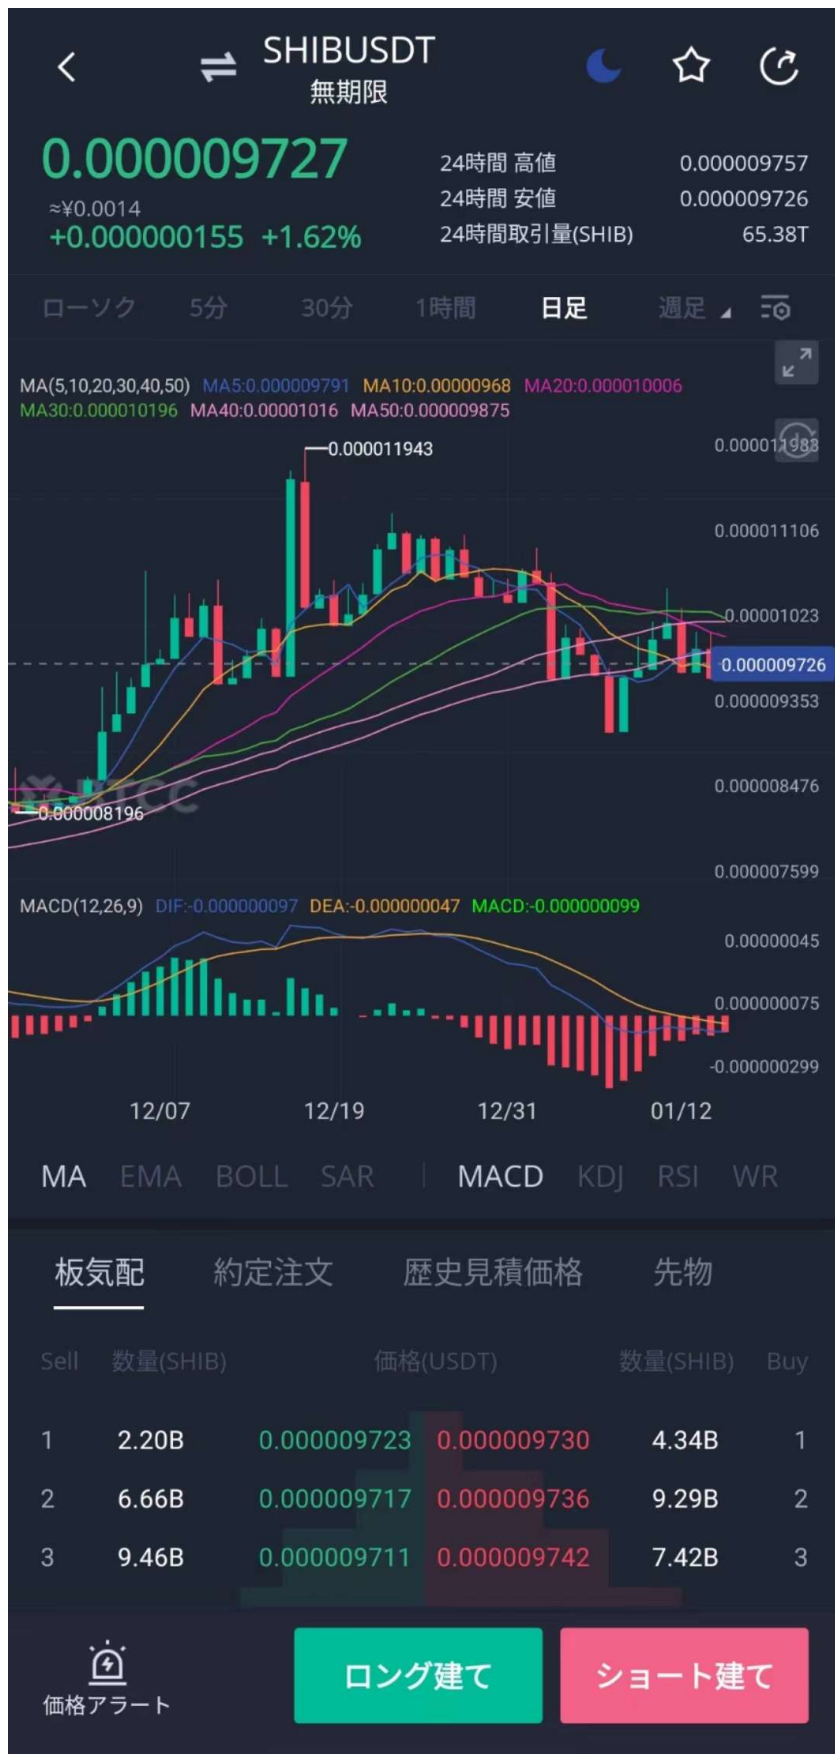 SHIBUSDT
無期限
0.000009727
≈¥0.0014
+0.000000155 +1.62%
24時間 高値 0.000009757
24時間 安値 0.000009726
24時間取引量(SHIB) 65.38T
ローソク 5分 30分 1時間 日足 週足
MA(5,10,20,30,40,50) MA5:0.000009791 MA10:0.00000968 MA20:0.000010006
MA30:0.000010196 MA40:0.00001016 MA50:0.000009875
0.000011943
0.000011983
0.000011106
0.00001023
0.000009726
0.000009353
0.000008476
BTCC
0.000008196
0.000007599
MACD(12,26,9) DIF:-0.000000097 DEA:-0.000000047 MACD:-0.000000099
0.00000045
0.000000075
-0.000000299
12/07 12/19 12/31 01/12
MA EMA BOLL SAR MACD KDJ RSI WR
板気配 約定注文 歴史見積価格 先物
Sell 数量(SHIB) 価格(USDT) 数量(SHIB) Buy
1 2.20B 0.000009723 0.000009730 4.34B 1
2 6.66B 0.000009717 0.000009736 9.29B 2
3 9.46B 0.000009711 0.000009742 7.42B 3
価格アラート
ロング建て
ショート建て